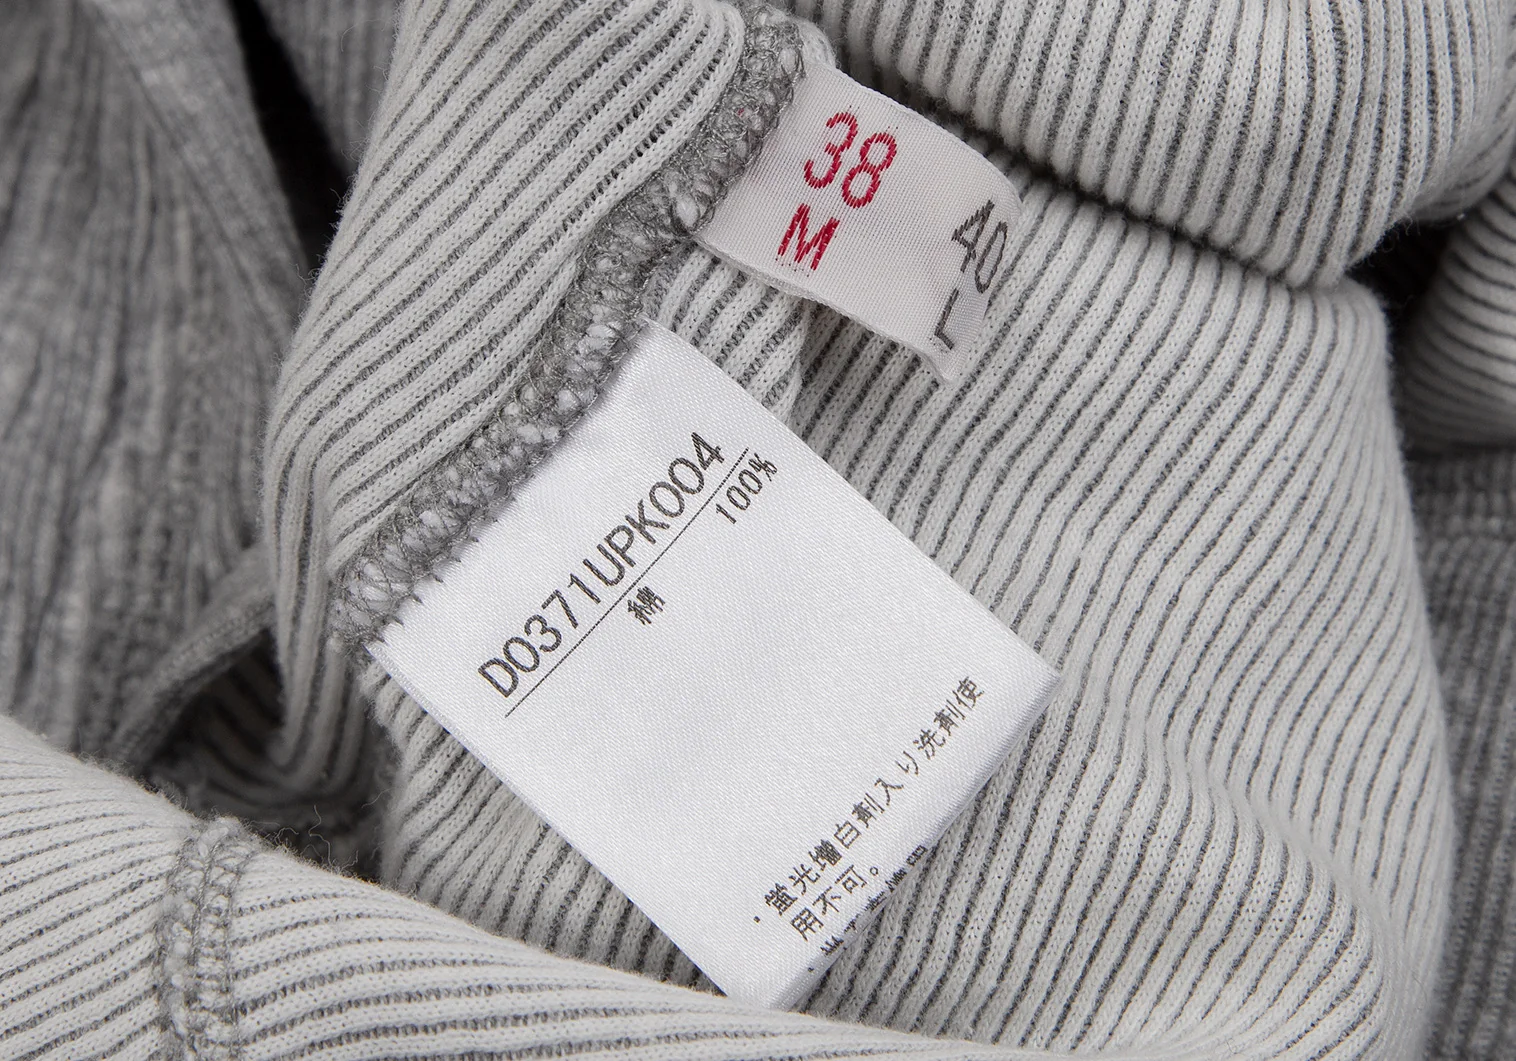 38
M
40
L
D0371UPK004
綿 100%
・蛍光増白剤入り洗剤使
用不可。